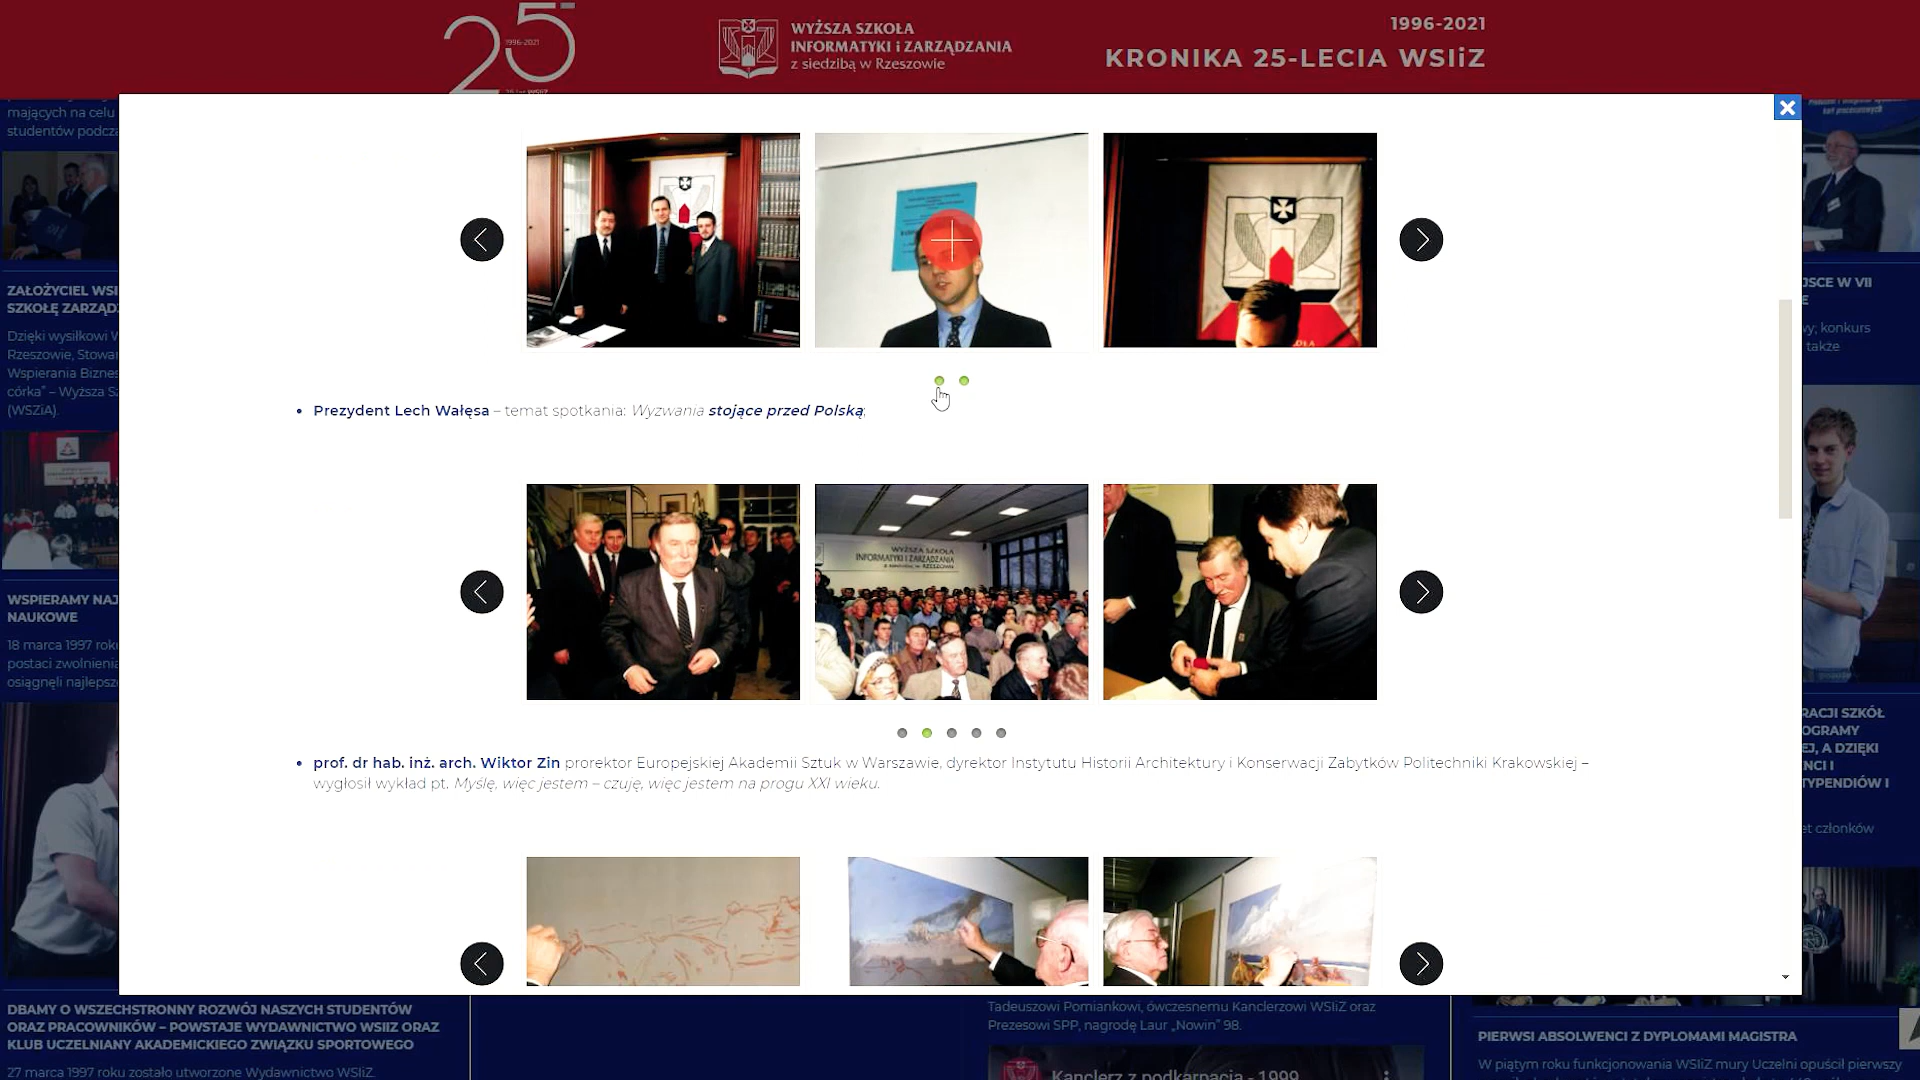 25
1996-2021
WYŻSZA SZKOŁA
INFORMATYKI i ZARZĄDZANIA
z siedzibą w Rzeszowie
1996-2021
KRONIKA 25-LECIA WSIiZ
mających na celu
studentów podcza
ZAŁOŻYCIEL WSI
SZKOŁĘ ZARZĄD
Dzięki wysiłkowi W
Rzeszowie, Stowar
Wspierania Biznes
córka” – Wyższa Sz
(WSZiA).
WSPIERAMY NAJ
NAUKOWE
18 marca 1997 roku
postaci zwolnienia
osiągnęli najlepsz
Prezydent Lech Wałęsa – temat spotkania: Wyzwania stojące przed Polską;
WYŻSZA SZKOŁA
INFORMATYKI I ZARZĄDZANIA
z siedzibą w RZESZOWIE
prof. dr hab. inż. arch. Wiktor Zin prorektor Europejskiej Akademii Sztuk w Warszawie, dyrektor Instytutu Historii Architektury i Konserwacji Zabytków Politechniki Krakowskiej –
wygłosił wykład pt. Myślę, więc jestem – czuję, więc jestem na progu XXI wieku.
JSCE W VII
E
wy; konkurs
także
RACJI SZKÓŁ
OGRAMY
EJ, A DZIĘKI
ENCI I
TYPENDIÓW I
et członków
DBAMY O WSZECHSTRONNY ROZWÓJ NASZYCH STUDENTÓW
ORAZ PRACOWNIKÓW – POWSTAJE WYDAWNICTWO WSIIZ ORAZ
KLUB UCZELNIANY AKADEMICKIEGO ZWIĄZKU SPORTOWEGO
27 marca 1997 roku zostało utworzone Wydawnictwo WSIiZ.
Tadeuszowi Pomiankowi, ówczesnemu Kanclerzowi WSIiZ oraz
Prezesowi SPP, nagrodę Laur „Nowin” 98.
Kanclerz z podkarpacia - 1999
PIERWSI ABSOLWENCI Z DYPLOMAMI MAGISTRA
W piątym roku funkcjonowania WSIiZ mury Uczelni opuścił pierwszy